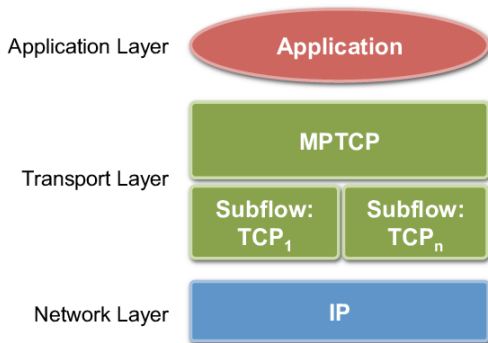 Application Layer
Application
MPTCP
Transport Layer
Subflow: Subflow:
TCP₁ TCPₙ
Network Layer
IP